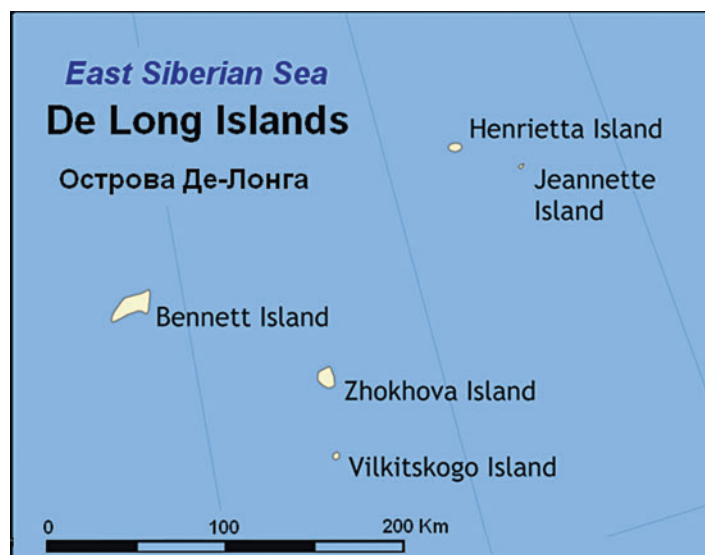 East Siberian Sea
De Long Islands
Острова Де-Лонга
Henrietta Island
Jeannette
Island
Bennett Island
Zhokhova Island
Vilkitskogo Island
0 100 200 Km